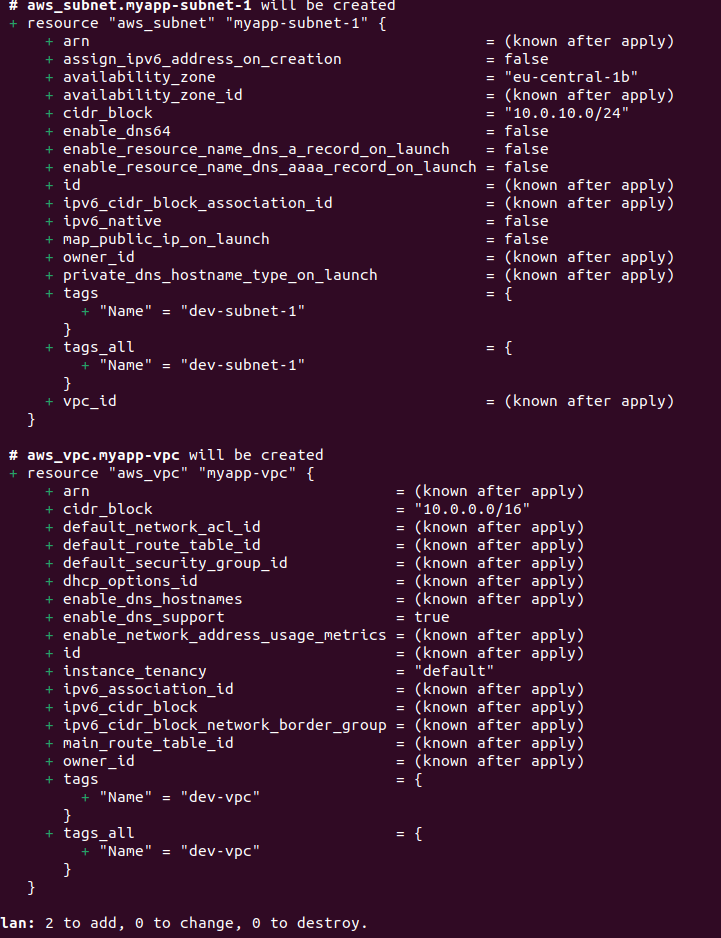 # aws_subnet.myapp-subnet-1 will be created
+ resource "aws_subnet" "myapp-subnet-1" {
+ arn = (known after apply)
+ assign_ipv6_address_on_creation = false
+ availability_zone = "eu-central-1b"
+ availability_zone_id = (known after apply)
+ cidr_block = "10.0.10.0/24"
+ enable_dns64 = false
+ enable_resource_name_dns_a_record_on_launch = false
+ enable_resource_name_dns_aaaa_record_on_launch = false
+ id = (known after apply)
+ ipv6_cidr_block_association_id = (known after apply)
+ ipv6_native = false
+ map_public_ip_on_launch = false
+ owner_id = (known after apply)
+ private_dns_hostname_type_on_launch = (known after apply)
+ tags = {
+ "Name" = "dev-subnet-1"
}
+ tags_all = {
+ "Name" = "dev-subnet-1"
}
+ vpc_id = (known after apply)
}
# aws_vpc.myapp-vpc will be created
+ resource "aws_vpc" "myapp-vpc" {
+ arn = (known after apply)
+ cidr_block = "10.0.0.0/16"
+ default_network_acl_id = (known after apply)
+ default_route_table_id = (known after apply)
+ default_security_group_id = (known after apply)
+ dhcp_options_id = (known after apply)
+ enable_dns_hostnames = (known after apply)
+ enable_dns_support = true
+ enable_network_address_usage_metrics = (known after apply)
+ id = (known after apply)
+ instance_tenancy = "default"
+ ipv6_association_id = (known after apply)
+ ipv6_cidr_block = (known after apply)
+ ipv6_cidr_block_network_border_group = (known after apply)
+ main_route_table_id = (known after apply)
+ owner_id = (known after apply)
+ tags = {
+ "Name" = "dev-vpc"
}
+ tags_all = {
+ "Name" = "dev-vpc"
}
}
lan: 2 to add, 0 to change, 0 to destroy.